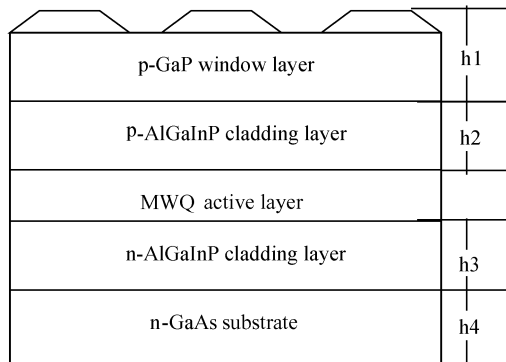 p-GaP window layer
h1
p-AlGaInP cladding layer
h2
MWQ active layer
n-AlGaInP cladding layer
h3
n-GaAs substrate
h4